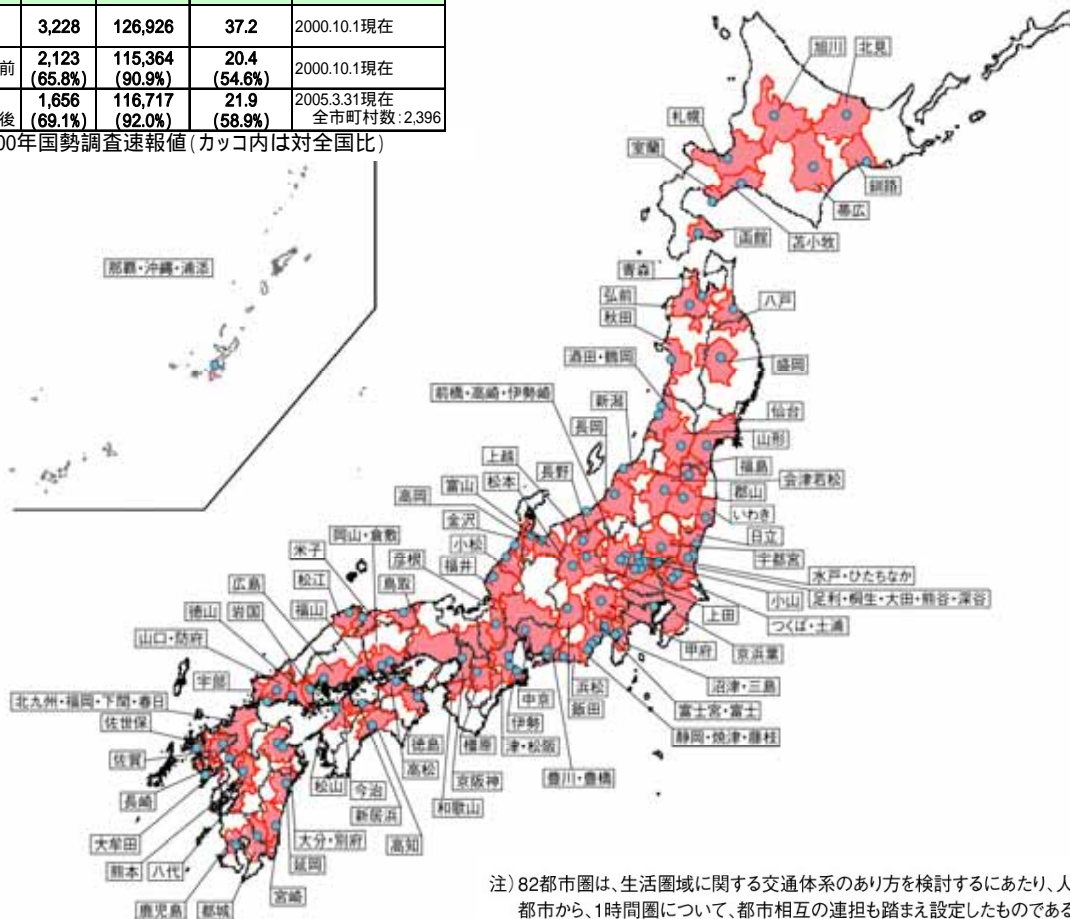 3,228 126,926 37.2 2000.10.1現在
前 2,123 115,364 20.4 2000.10.1現在
(65.8%) (90.9%) (54.6%)
1,656 116,717 21.9 2005.3.31現在
後 (69.1%) (92.0%) (58.9%) 全市町村数:2,396
00年国勢調査速報値(カッコ内は対全国比)
旭川
北見
札幌
室蘭
釧路
帯広
苫小牧
函館
那覇・沖縄・浦添
青森
弘前
八戸
秋田
酒田・鶴岡
盛岡
前橋・高崎・伊勢崎
新潟
仙台
長岡
山形
上越
長野
福島
会津若松
富山
松本
郡山
高岡
いわき
金沢
日立
岡山・倉敷
小松
宇都宮
米子
彦根
福井
水戸・ひたちなか
広島
松江
鳥取
小山
足利・桐生・太田・熊谷・深谷
徳山
岩国
福山
上田
つくば・土浦
山口・防府
甲府
京浜葉
宇部
沼津・三島
北九州・福岡・下関・春日
浜松
中京
飯田
富士宮・富士
佐世保
伊勢
静岡・焼津・藤枝
佐賀
徳島
橿原
津・松阪
高松
京阪神
豊川・豊橋
長崎
松山
今治
和歌山
新居浜
大牟田
大分・別府
高知
熊本
八代
延岡
宮崎
鹿児島
都城
注)82都市圏は、生活圏域に関する交通体系のあり方を検討するにあたり、人
都市から、1時間圏について、都市相互の連担も踏まえ設定したものである